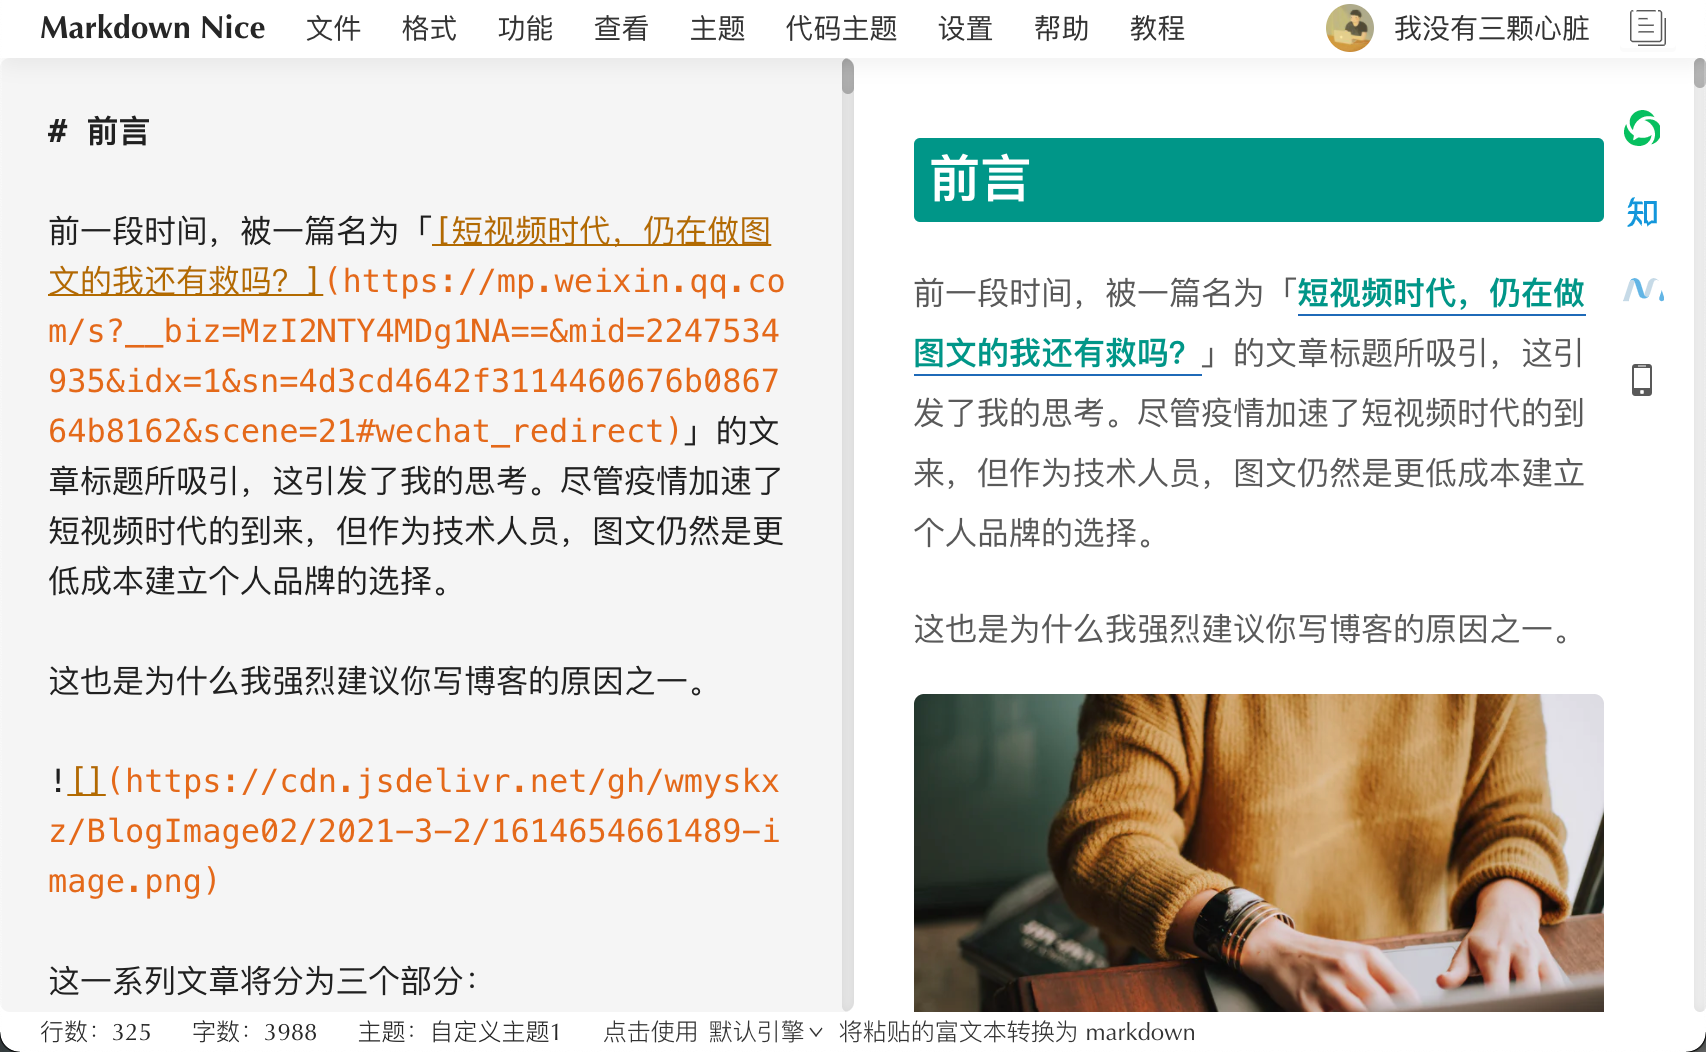 Markdown Nice 文件 格式 功能 查看 主题 代码主题 设置 帮助 教程 我没有三颗心脏
# 前言
前一段时间，被一篇名为「[短视频时代，仍在做图
文的我还有救吗？](https://mp.weixin.qq.co
m/s?__biz=MzI2NTY4MDg1NA==&mid=2247534
935&idx=1&sn=4d3cd4642f3114460676b0867
64b8162&scene=21#wechat_redirect)」的文
章标题所吸引，这引发了我的思考。尽管疫情加速了
短视频时代的到来，但作为技术人员，图文仍然是更
低成本建立个人品牌的选择。
这也是为什么我强烈建议你写博客的原因之一。
![](https://cdn.jsdelivr.net/gh/wmyskx
z/BlogImage02/2021-3-2/1614654661489-i
mage.png)
这一系列文章将分为三个部分：
前言
前一段时间，被一篇名为「短视频时代，仍在做
图文的我还有救吗？」的文章标题所吸引，这引
发了我的思考。尽管疫情加速了短视频时代的到
来，但作为技术人员，图文仍然是更低成本建立
个人品牌的选择。
这也是为什么我强烈建议你写博客的原因之一。
知
行数：325 字数：3988 主题：自定义主题1 点击使用 默认引擎 将粘贴的富文本转换为 markdown